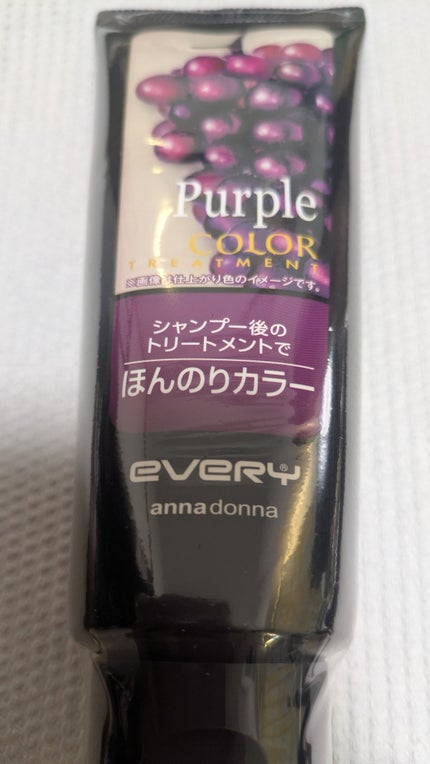 Purple
COLOR
TREATMENT
※画像は仕上がり色のイメージです。
シャンプー後の
トリートメントで
ほんのりカラー
eVERY®
annadonna